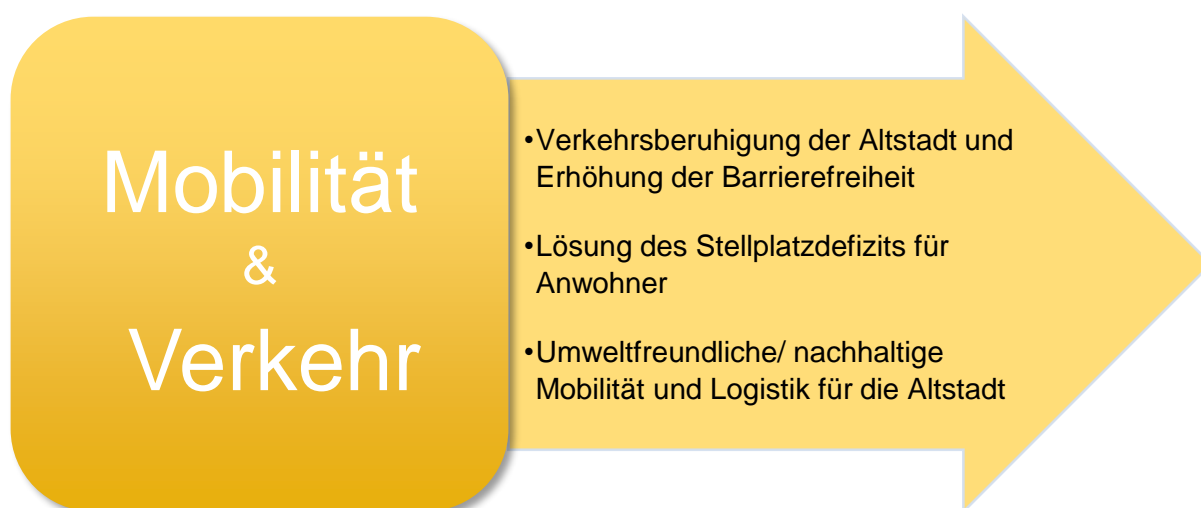 Mobilität
&
Verkehr
•Verkehrsberuhigung der Altstadt und
Erhöhung der Barrierefreiheit
•Lösung des Stellplatzdefizits für
Anwohner
•Umweltfreundliche/ nachhaltige
Mobilität und Logistik für die Altstadt